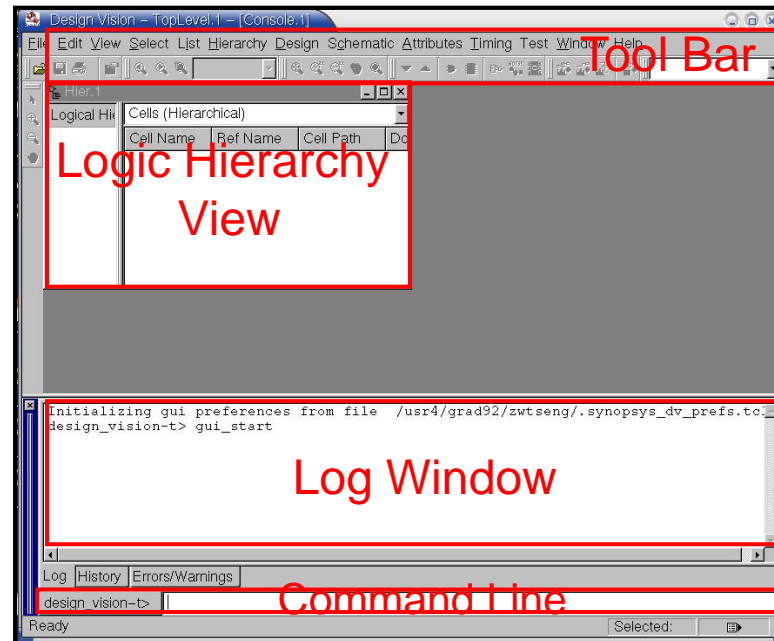 Design Vision – TopLevel.1 – [Console.1]
File Edit View Select List Hierarchy Design Schematic Attributes Timing Test Window Help
Tool Bar
Hier.1
Logical Hie
Cells (Hierarchical)
Cell Name Ref Name Cell Path Do
Logic Hierarchy
View
Initializing gui preferences from file /usr4/grad92/zwtseng/.synopsys_dv_prefs.tcl
design_vision-t> gui_start
Log Window
Log History Errors/Warnings
Command Line
design_vision-t>
Ready Selected: